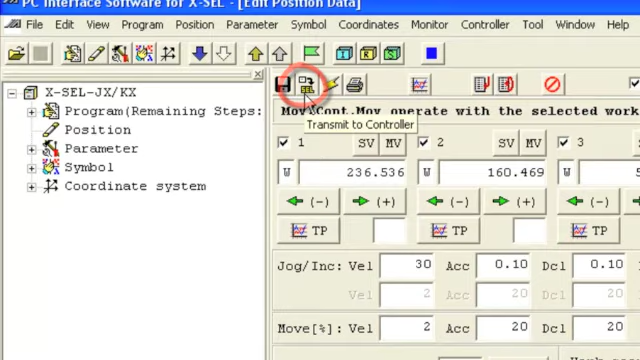 PC Interface Software for X-SEL - [Edit Position Data]
File Edit View Program Position Parameter Symbol Coordinates Monitor Controller Tool Window Help
X-SEL-JX/KX
Program(Remaining Steps:
Position
Parameter
Symbol
Coordinate system
Mov,Cont.Mov operate with the selected work
Transmit to Controller
1 SV MV 2 SV MV 3
W 236.536 W 160.469 W 5
(-) (+) (-) (+) (-)
TP TP TP
Jog/Inc: Vel 30 Acc 0.10 Dcl 0.10
Vel 2 Acc 20 Dcl 20
Move[%]: Vel 2 Acc 20 Dcl 20